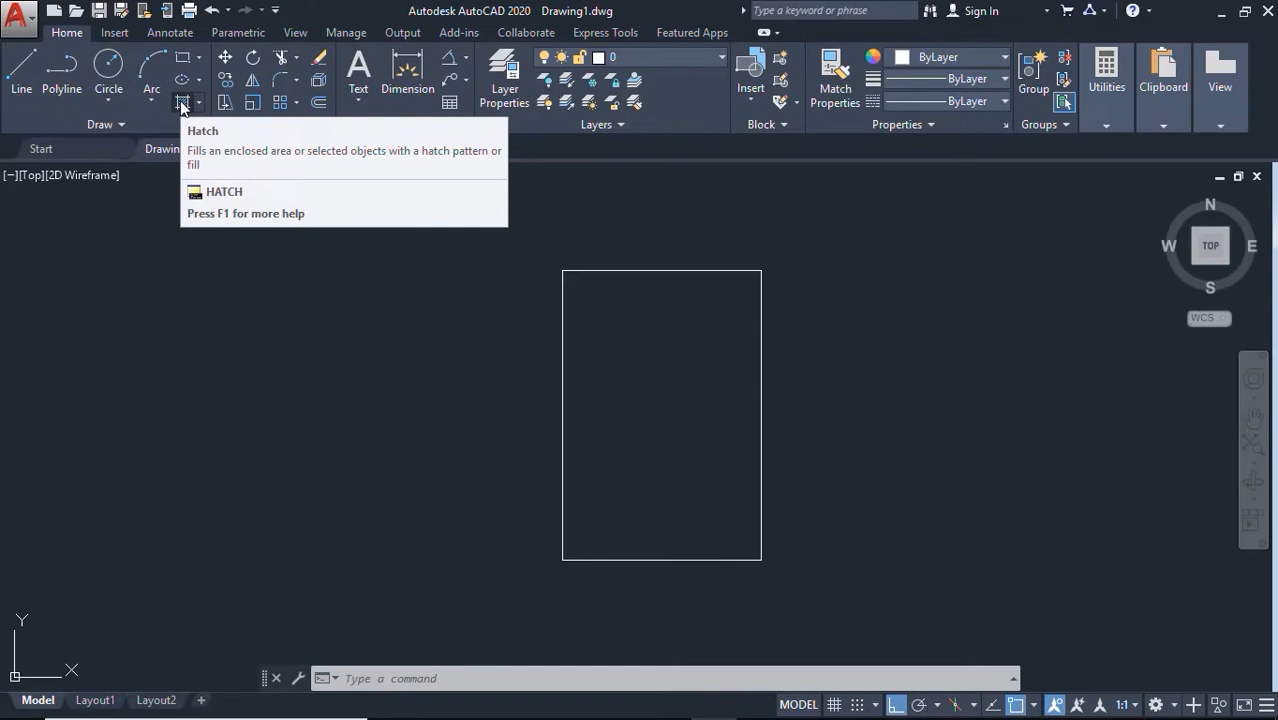 Autodesk AutoCAD 2020 Drawing1.dwg
Type a keyword or phrase
Sign In
Home Insert Annotate Parametric View Manage Output Add-ins Collaborate Express Tools Featured Apps
0
ByLayer
ByLayer
ByLayer
Line Polyline Circle Arc
Text Dimension
Layer
Properties
Insert
Match
Properties
Group
Utilities Clipboard View
Draw
Layers
Block
Properties
Groups
Start
Drawin
Hatch
Fills an enclosed area or selected objects with a hatch pattern or
fill
HATCH
Press F1 for more help
[−][Top][2D Wireframe]
N
W TOP E
S
WCS
Y
X
Type a command
Model Layout1 Layout2 +
MODEL
1:1